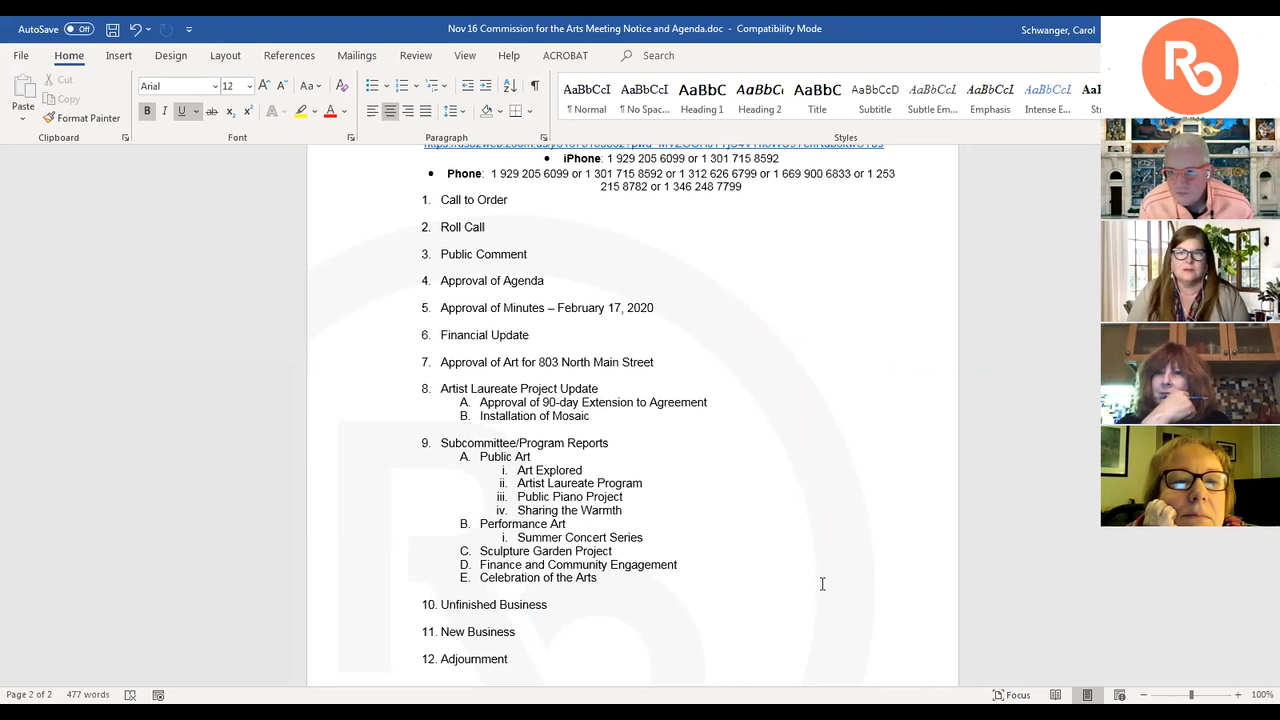 AutoSave Off
Nov 16 Commission for the Arts Meeting Notice and Agenda.doc - Compatibility Mode
Schwanger, Carol
File Home Insert Design Layout References Mailings Review View Help ACROBAT Search
Paste
Cut
Copy
Format Painter
Arial 12
AaBbCcI AaBbCcI AaBbC AaBbCc AaBbC AaBbCcD AaBbCcI AaBbCcI AaBbCcI
¶ Normal ¶ No Spac... Heading 1 Heading 2 Title Subtitle Subtle Em... Emphasis Intense E...
Clipboard Font Paragraph Styles
• iPhone: 1 929 205 6099 or 1 301 715 8592
• Phone: 1 929 205 6099 or 1 301 715 8592 or 1 312 626 6799 or 1 669 900 6833 or 1 253
215 8782 or 1 346 248 7799
1. Call to Order
2. Roll Call
3. Public Comment
4. Approval of Agenda
5. Approval of Minutes – February 17, 2020
6. Financial Update
7. Approval of Art for 803 North Main Street
8. Artist Laureate Project Update
A. Approval of 90-day Extension to Agreement
B. Installation of Mosaic
9. Subcommittee/Program Reports
A. Public Art
i. Art Explored
ii. Artist Laureate Program
iii. Public Piano Project
iv. Sharing the Warmth
B. Performance Art
i. Summer Concert Series
C. Sculpture Garden Project
D. Finance and Community Engagement
E. Celebration of the Arts
10. Unfinished Business
11. New Business
12. Adjournment
Page 2 of 2 477 words
Focus
100%